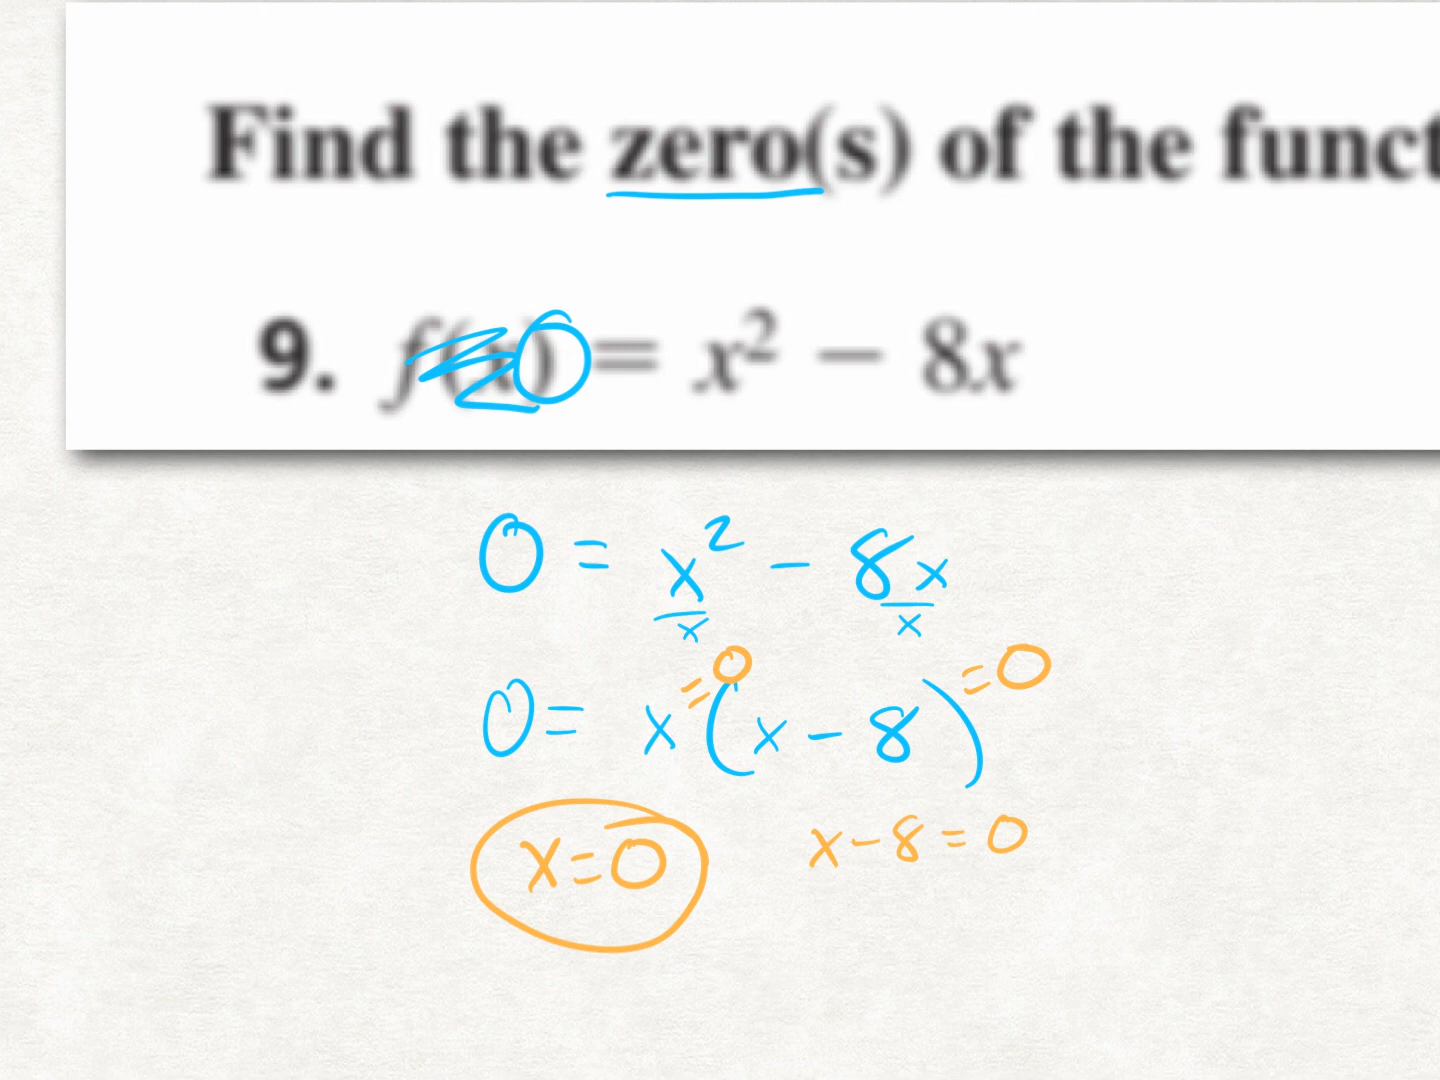 Find the zero(s) of the funct
9. f(x) 0 = x² − 8x
0 = x² - 8x
x x
= 0 = 0
0 = x(x - 8)
x = 0 x - 8 = 0